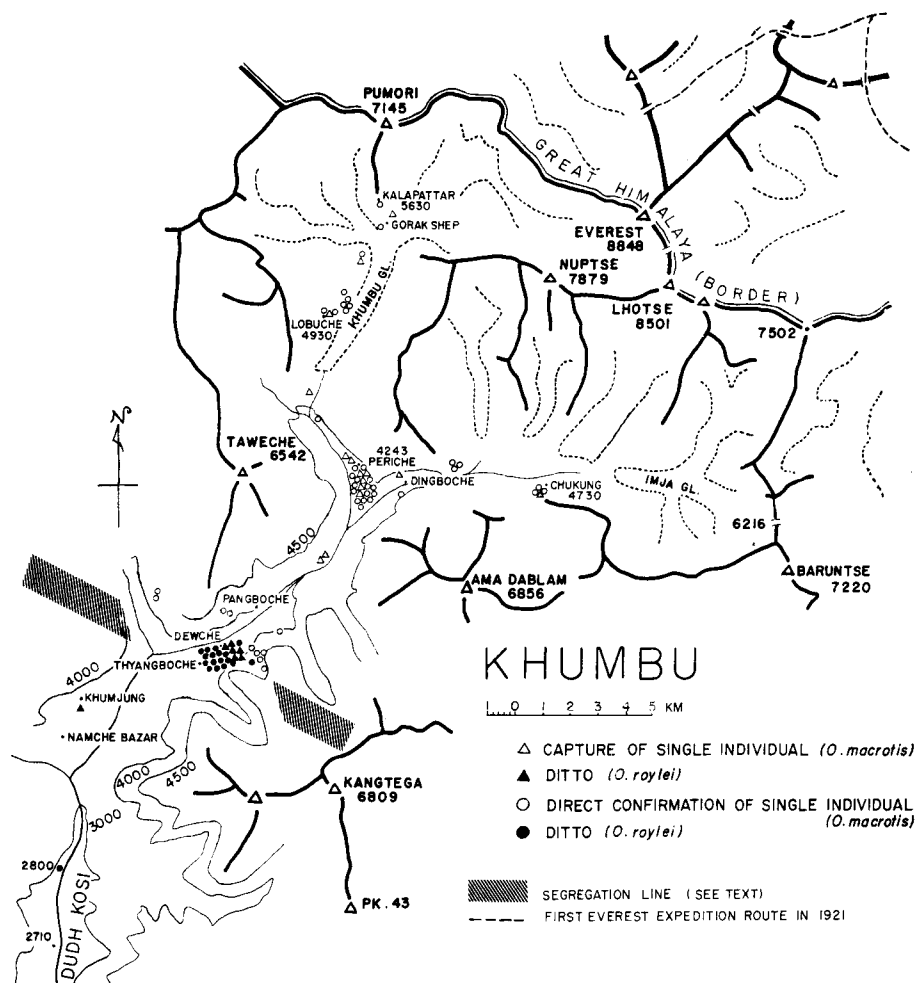 PUMORI
7145
GREAT HIMALAYA (BORDER)
KALAPATTAR
5630
GORAK SHEP
EVEREST
8848
NUPTSE
7879
KHUMBU GL.
LHOTSE
8501
7502
LOBUCHE
4930
N
TAWECHE
6542
4243
PERICHE
DINGBOCHE
CHUKUNG
4730
IMJA GL.
6216
4500
PANGBOCHE
AMA DABLAM
6856
BARUNTSE
7220
DEWCHE
THYANGBOCHE
4000
KHUMJUNG
NAMCHE BAZAR
4000
4500
3000
KANGTEGA
6809
2800
PK. 43
2710
DUDH KOSI
KHUMBU
1 0 1 2 3 4 5 KM
CAPTURE OF SINGLE INDIVIDUAL (O. macrotis)
DITTO (O. roylei)
DIRECT CONFIRMATION OF SINGLE INDIVIDUAL
(O. macrotis)
DITTO (O. roylei)
SEGREGATION LINE (SEE TEXT)
FIRST EVEREST EXPEDITION ROUTE IN 1921